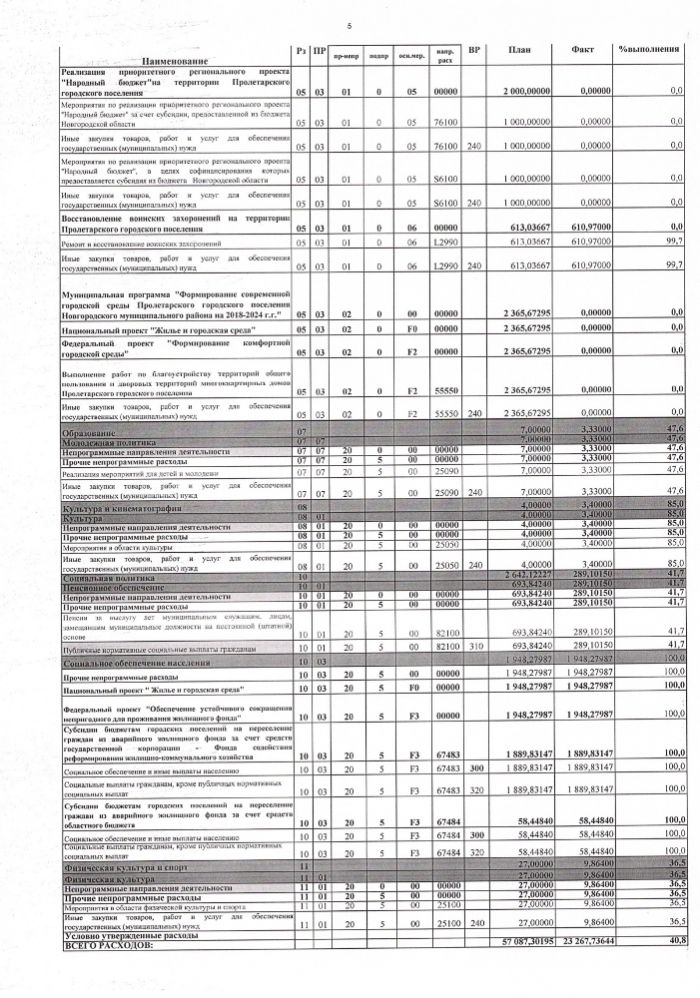 5
Наименование Рз ПР пр-непр подпр осн.мер. напр. расх ВР План Факт %выполнения
Реализация приоритетного регионального проекта
"Народный бюджет"на территории Пролетарского
городского поселения 05 03 01 0 05 00000 2 000,00000 0,00000 0,0
Мероприятия по реализации приоритетного регионального проекта
"Народный бюджет" за счет субсидии, предоставленной из бюджета
Новгородской области 05 03 01 0 05 76100 1 000,00000 0,00000 0,0
Иные закупки товаров, работ и услуг для обеспечения
государственных (муниципальных) нужд 05 03 01 0 05 76100 240 1 000,00000 0,00000 0,0
Мероприятия по реализации приоритетного регионального проекта
"Народный бюджет", в целях софинансирования которых
предоставляется субсидия из бюджета Новгородской области 05 03 01 0 05 S6100 1 000,00000 0,00000 0,0
Иные закупки товаров, работ и услуг для обеспечения
государственных (муниципальных) нужд 05 03 01 0 05 S6100 240 1 000,00000 0,00000 0,0
Восстановление воинских захоронений на территории
Пролетарского городского поселения 05 03 01 0 06 00000 613,03667 610,97000 0,0
Ремонт и восстановление воинских захоронений 05 03 01 0 06 L2990 613,03667 610,97000 99,7
Иные закупки товаров, работ и услуг для обеспечения
государственных (муниципальных) нужд 05 03 01 0 06 L2990 240 613,03667 610,97000 99,7
Муниципальная программа "Формирование современной
городской среды Пролетарского городского поселения
Новгородского муниципального района на 2018-2024 г.г." 05 03 02 0 00 00000 2 365,67295 0,00000 0,0
Национальный проект "Жилье и городская среда" 05 03 02 0 F0 00000 2 365,67295 0,00000 0,0
Федеральный проект "Формирование комфортной
городской среды" 05 03 02 0 F2 00000 2 365,67295 0,00000 0,0
Выполнение работ по благоустройству территорий общего
пользования и дворовых территорий многоквартирных домов
Пролетарского городского поселения 05 03 02 0 F2 55550 2 365,67295 0,00000 0,0
Иные закупки товаров, работ и услуг для обеспечения
государственных (муниципальных) нужд 05 03 02 0 F2 55550 240 2 365,67295 0,00000 0,0
Образование 07 7,00000 3,33000 47,6
Молодежная политика 07 07 7,00000 3,33000 47,6
Непрограммные направления деятельности 07 07 20 0 00 00000 7,00000 3,33000 47,6
Прочие непрограммные расходы 07 07 20 5 00 00000 7,00000 3,33000 47,6
Реализация мероприятий для детей и молодежи 07 07 20 5 00 25090 7,00000 3,33000 47,6
Иные закупки товаров, работ и услуг для обеспечения
государственных (муниципальных) нужд 07 07 20 5 00 25090 240 7,00000 3,33000 47,6
Культура и кинематография 08 4,00000 3,40000 85,0
Культура 08 01 4,00000 3,40000 85,0
Непрограммные направления деятельности 08 01 20 0 00 00000 4,00000 3,40000 85,0
Прочие непрограммные расходы 08 01 20 5 00 00000 4,00000 3,40000 85,0
Мероприятия в области культуры 08 01 20 5 00 25050 4,00000 3,40000 85,0
Иные закупки товаров, работ и услуг для обеспечения
государственных (муниципальных) нужд 08 01 20 5 00 25050 240 4,00000 3,40000 85,0
Социальная политика 10 2 642,12227 289,10150 41,7
Пенсионное обеспечение 10 01 693,84240 289,10150 41,7
Непрограммные направления деятельности 10 01 20 0 00 00000 693,84240 289,10150 41,7
Прочие непрограммные расходы 10 01 20 5 00 00000 693,84240 289,10150 41,7
Пенсии за выслугу лет муниципальным служащим, лицам,
замещавшим муниципальные должности на постоянной (штатной)
основе 10 01 20 5 00 82100 693,84240 289,10150 41,7
Публичные нормативные социальные выплаты гражданам 10 01 20 5 00 82100 310 693,84240 289,10150 41,7
Социальное обеспечение населения 10 03 1 948,27987 1 948,27987 100,0
Прочие непрограммные расходы 10 03 20 5 00 00000 1 948,27987 1 948,27987 100,0
Национальный проект " Жилье и городская среда" 10 03 20 5 F0 00000 1 948,27987 1 948,27987 100,0
Федеральный проект "Обеспечение устойчивого сокращения
непригодного для проживания жилищного фонда" 10 03 20 5 F3 00000 1 948,27987 1 948,27987 100,0
Субсидии бюджетам городских поселений на переселение
граждан из аварийного жилищного фонда за счет средств
государственной корпорации - Фонда содействия
реформирования жилищно-коммунального хозяйства 10 03 20 5 F3 67483 1 889,83147 1 889,83147 100,0
Социальное обеспечение и иные выплаты населению 10 03 20 5 F3 67483 300 1 889,83147 1 889,83147 100,0
Социальные выплаты гражданам, кроме публичных нормативных
социальных выплат 10 03 20 5 F3 67483 320 1 889,83147 1 889,83147 100,0
Субсидии бюджетам городских поселений на переселение
граждан из аварийного жилищного фонда за счет средств
областного бюджета 10 03 20 5 F3 67484 58,44840 58,44840 100,0
Социальное обеспечение и иные выплаты населению 10 03 20 5 F3 67484 300 58,44840 58,44840 100,0
Социальные выплаты гражданам, кроме публичных нормативных
социальных выплат 10 03 20 5 F3 67484 320 58,44840 58,44840 100,0
Физическая культура и спорт 11 27,00000 9,86400 36,5
Физическая культура 11 01 27,00000 9,86400 36,5
Непрограммные направления деятельности 11 01 20 0 00 00000 27,00000 9,86400 36,5
Прочие непрограммные расходы 11 01 20 5 00 00000 27,00000 9,86400 36,5
Мероприятия в области физической культуры и спорта 11 01 20 5 00 25100 27,00000 9,86400 36,5
Иные закупки товаров, работ и услуг для обеспечения
государственных (муниципальных) нужд 11 01 20 5 00 25100 240 27,00000 9,86400 36,5
Условно утвержденные расходы
ВСЕГО РАСХОДОВ: 57 087,30195 23 267,73644 40,8